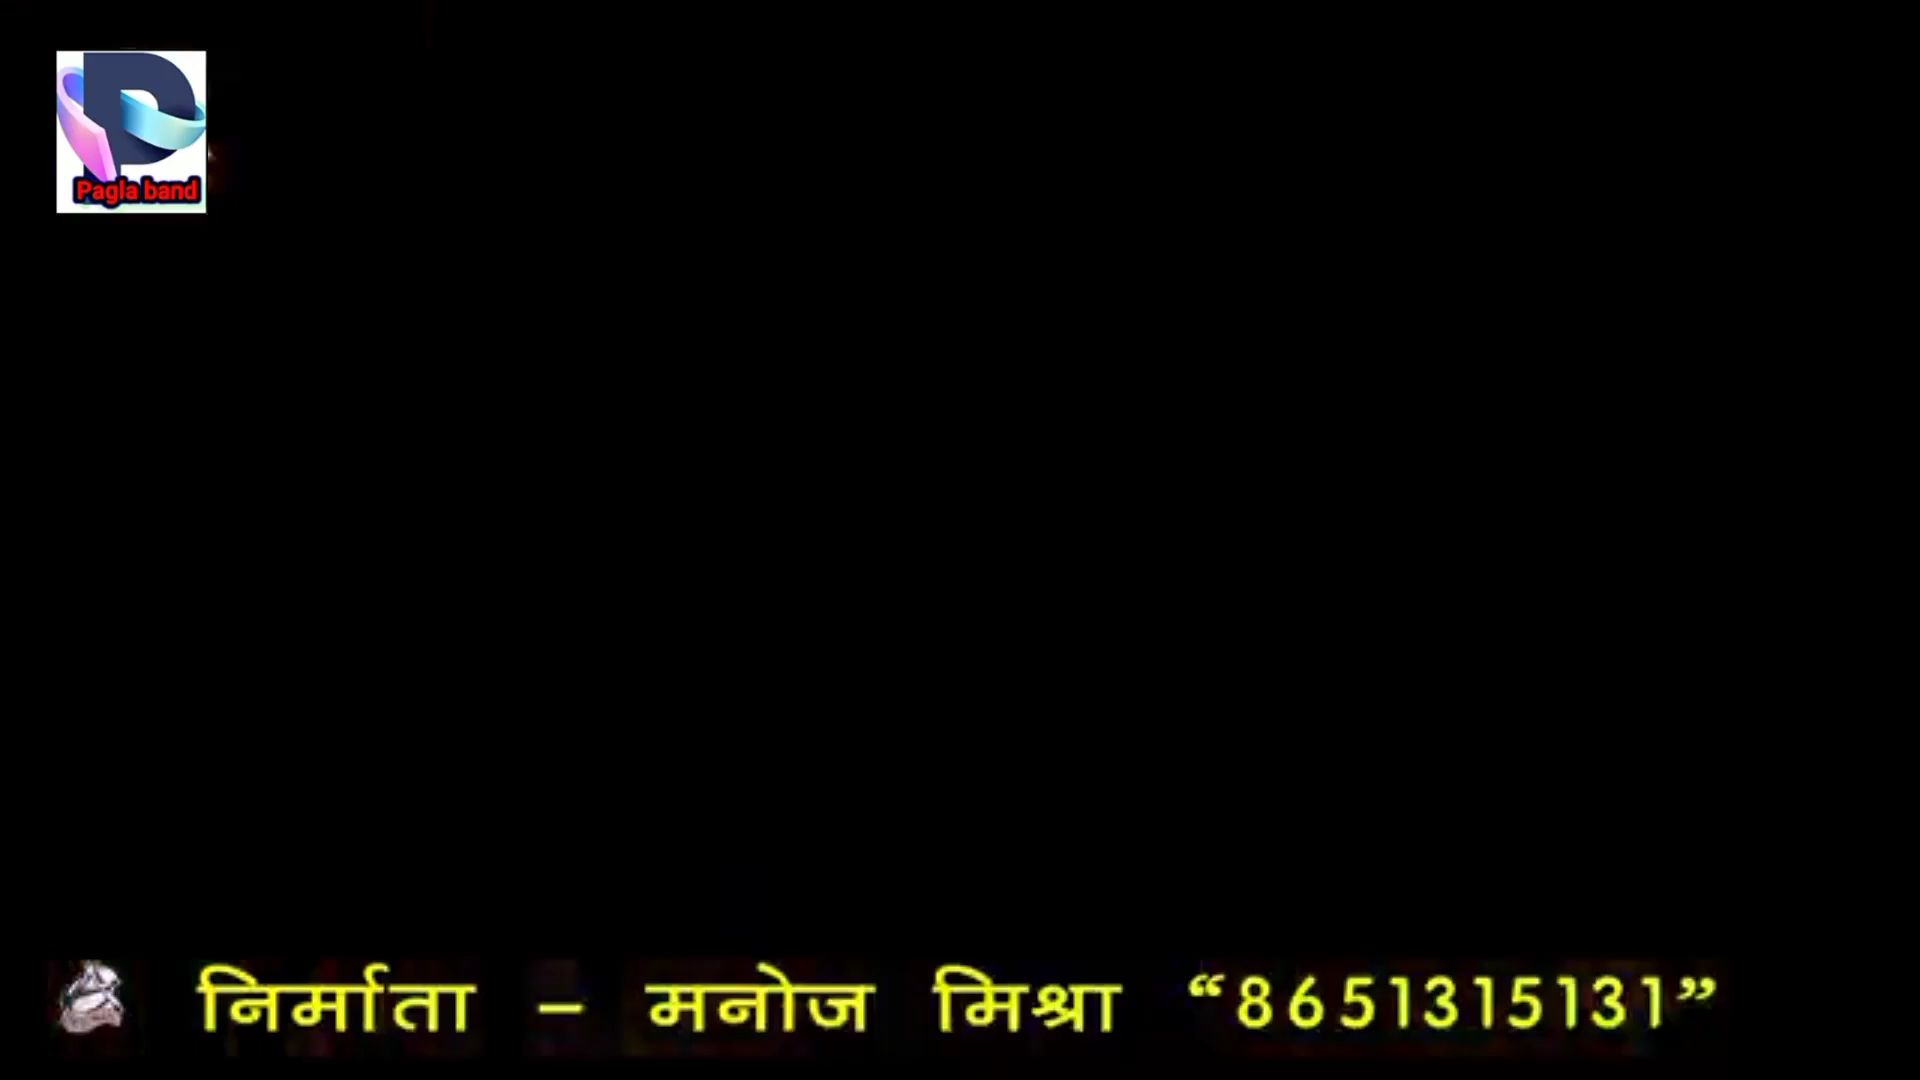 Pagla band
निर्माता – मनोज मिश्रा “8651315131”